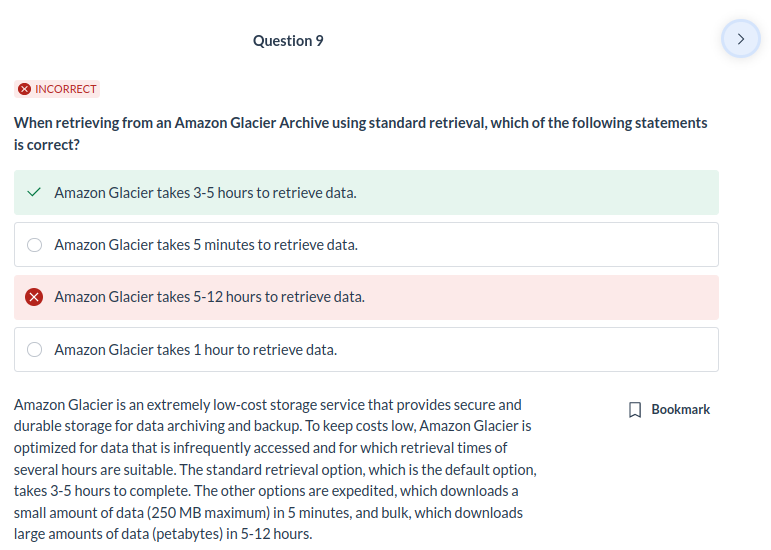 Question 9
INCORRECT
When retrieving from an Amazon Glacier Archive using standard retrieval, which of the following statements
is correct?
Amazon Glacier takes 3-5 hours to retrieve data.
Amazon Glacier takes 5 minutes to retrieve data.
Amazon Glacier takes 5-12 hours to retrieve data.
Amazon Glacier takes 1 hour to retrieve data.
Amazon Glacier is an extremely low-cost storage service that provides secure and
durable storage for data archiving and backup. To keep costs low, Amazon Glacier is
optimized for data that is infrequently accessed and for which retrieval times of
several hours are suitable. The standard retrieval option, which is the default option,
takes 3-5 hours to complete. The other options are expedited, which downloads a
small amount of data (250 MB maximum) in 5 minutes, and bulk, which downloads
large amounts of data (petabytes) in 5-12 hours.
Bookmark